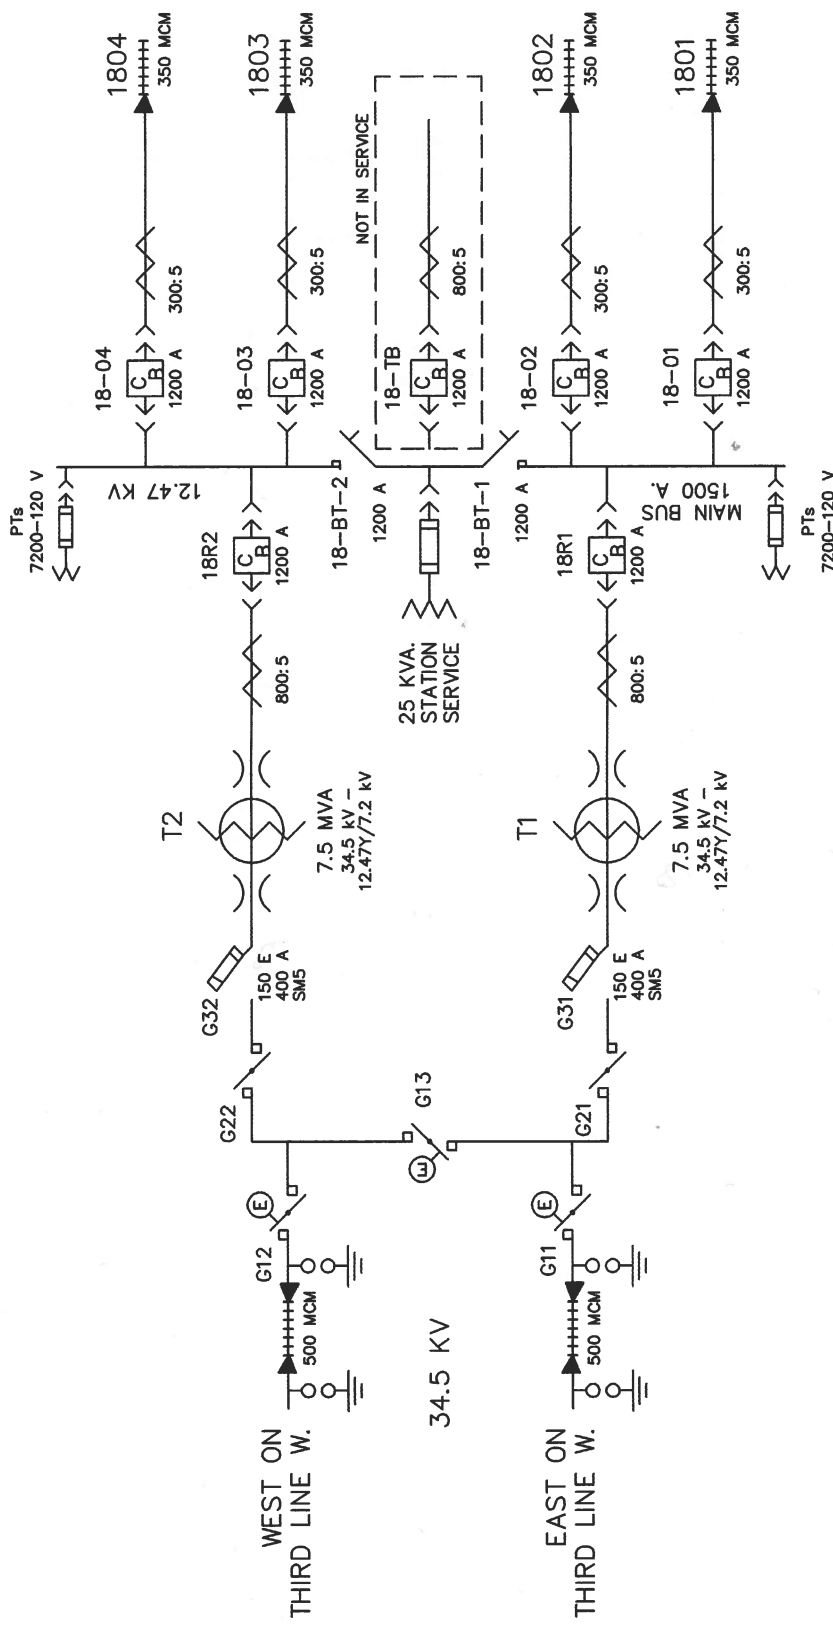 WEST ON
THIRD LINE W.
EAST ON
THIRD LINE W.
34.5 KV
500 MCM
G12
E
500 MCM
G11
E
G13
E
G22
G21
G32
150 E
400 A
SM5
G31
150 E
400 A
SM5
T2
7.5 MVA
34.5 kV -
12.47Y/7.2 kV
T1
7.5 MVA
34.5 kV -
12.47Y/7.2 kV
800:5
800:5
25 KVA.
STATION
SERVICE
18R2
C
R
1200 A
18R1
C
R
1200 A
PTs
7200-120 V
PTs
7200-120 V
12.47 KV
18-BT-2
1200 A
18-BT-1
1200 A
MAIN BUS
1500 A.
18-04
C
R
1200 A
300:5
1804
350 MCM
18-03
C
R
1200 A
300:5
1803
350 MCM
NOT IN SERVICE
18-TB
C
R
1200 A
800:5
18-02
C
R
1200 A
300:5
1802
350 MCM
18-01
C
R
1200 A
300:5
1801
350 MCM